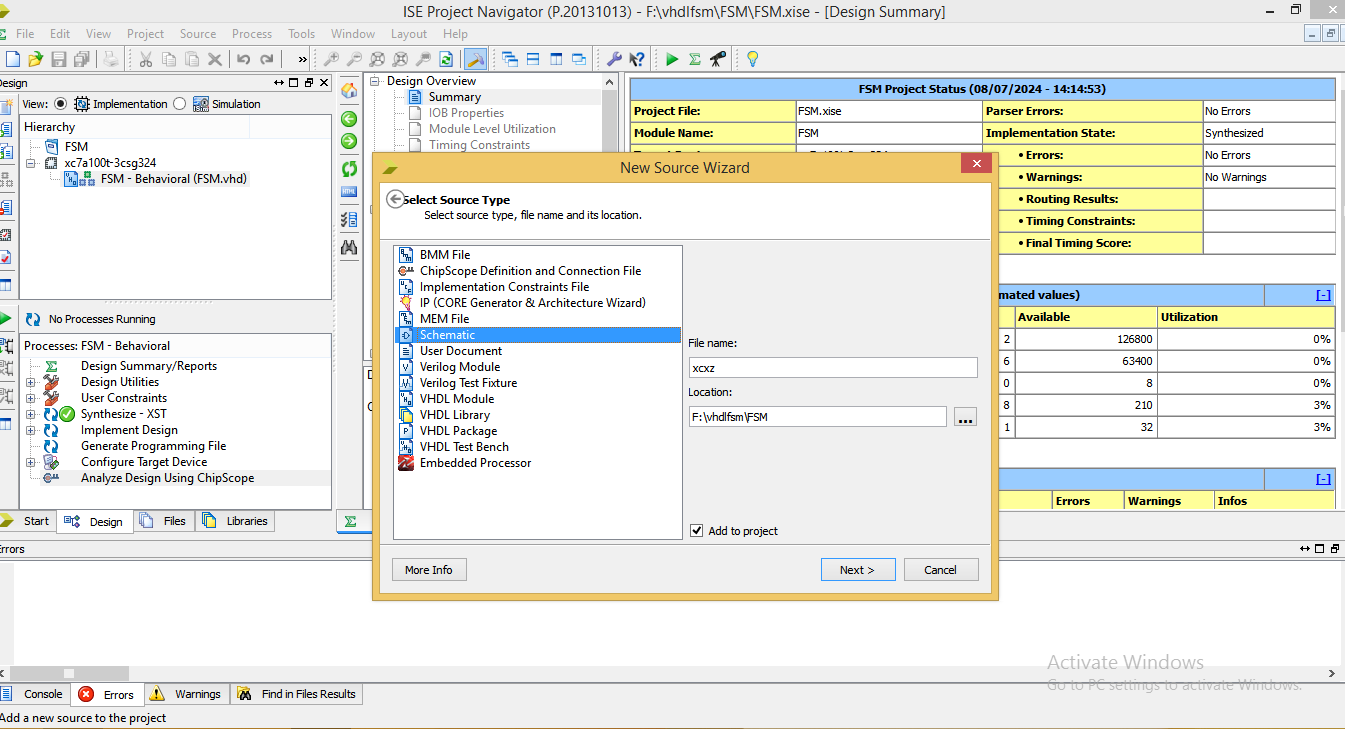 ISE Project Navigator (P.20131013) - F:\vhdlfsm\FSM\FSM.xise - [Design Summary]
File Edit View Project Source Process Tools Window Layout Help
Design
View: Implementation Simulation
Hierarchy
FSM
xc7a100t-3csg324
FSM - Behavioral (FSM.vhd)
No Processes Running
Processes: FSM - Behavioral
Design Summary/Reports
Design Utilities
User Constraints
Synthesize - XST
Implement Design
Generate Programming File
Configure Target Device
Analyze Design Using ChipScope
Start Design Files Libraries
Design Overview
Summary
IOB Properties
Module Level Utilization
Timing Constraints
FSM Project Status (08/07/2024 - 14:14:53)
Project File: FSM.xise Parser Errors: No Errors
Module Name: FSM Implementation State: Synthesized
• Errors: No Errors
• Warnings: No Warnings
• Routing Results:
• Timing Constraints:
• Final Timing Score:
mated values) [-]
Available Utilization
2 126800 0%
6 63400 0%
0 8 0%
8 210 3%
1 32 3%
[-]
Errors Warnings Infos
New Source Wizard
Select Source Type
Select source type, file name and its location.
BMM File
ChipScope Definition and Connection File
Implementation Constraints File
IP (CORE Generator & Architecture Wizard)
MEM File
Schematic
User Document
Verilog Module
Verilog Test Fixture
VHDL Module
VHDL Library
VHDL Package
VHDL Test Bench
Embedded Processor
File name:
xcxz
Location:
F:\vhdlfsm\FSM
...
Add to project
More Info Next > Cancel
rrors
Activate Windows
Go to PC settings to activate Windows.
Console Errors Warnings Find in Files Results
Add a new source to the project